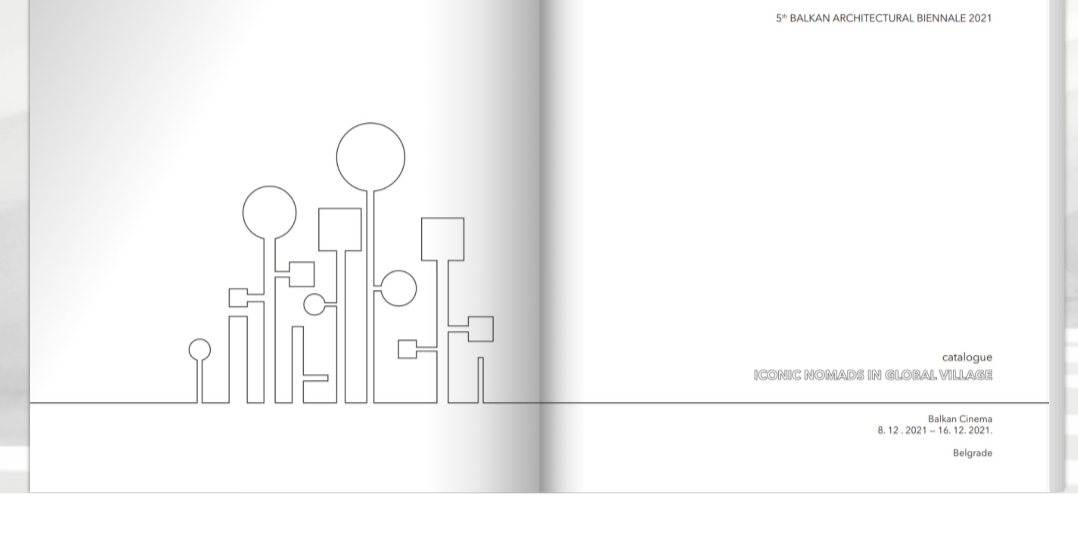 5th BALKAN ARCHITECTURAL BIENNALE 2021
catalogue
ICONIC NOMADS IN GLOBAL VILLAGE
Balkan Cinema
8. 12 . 2021 – 16. 12. 2021.
Belgrade